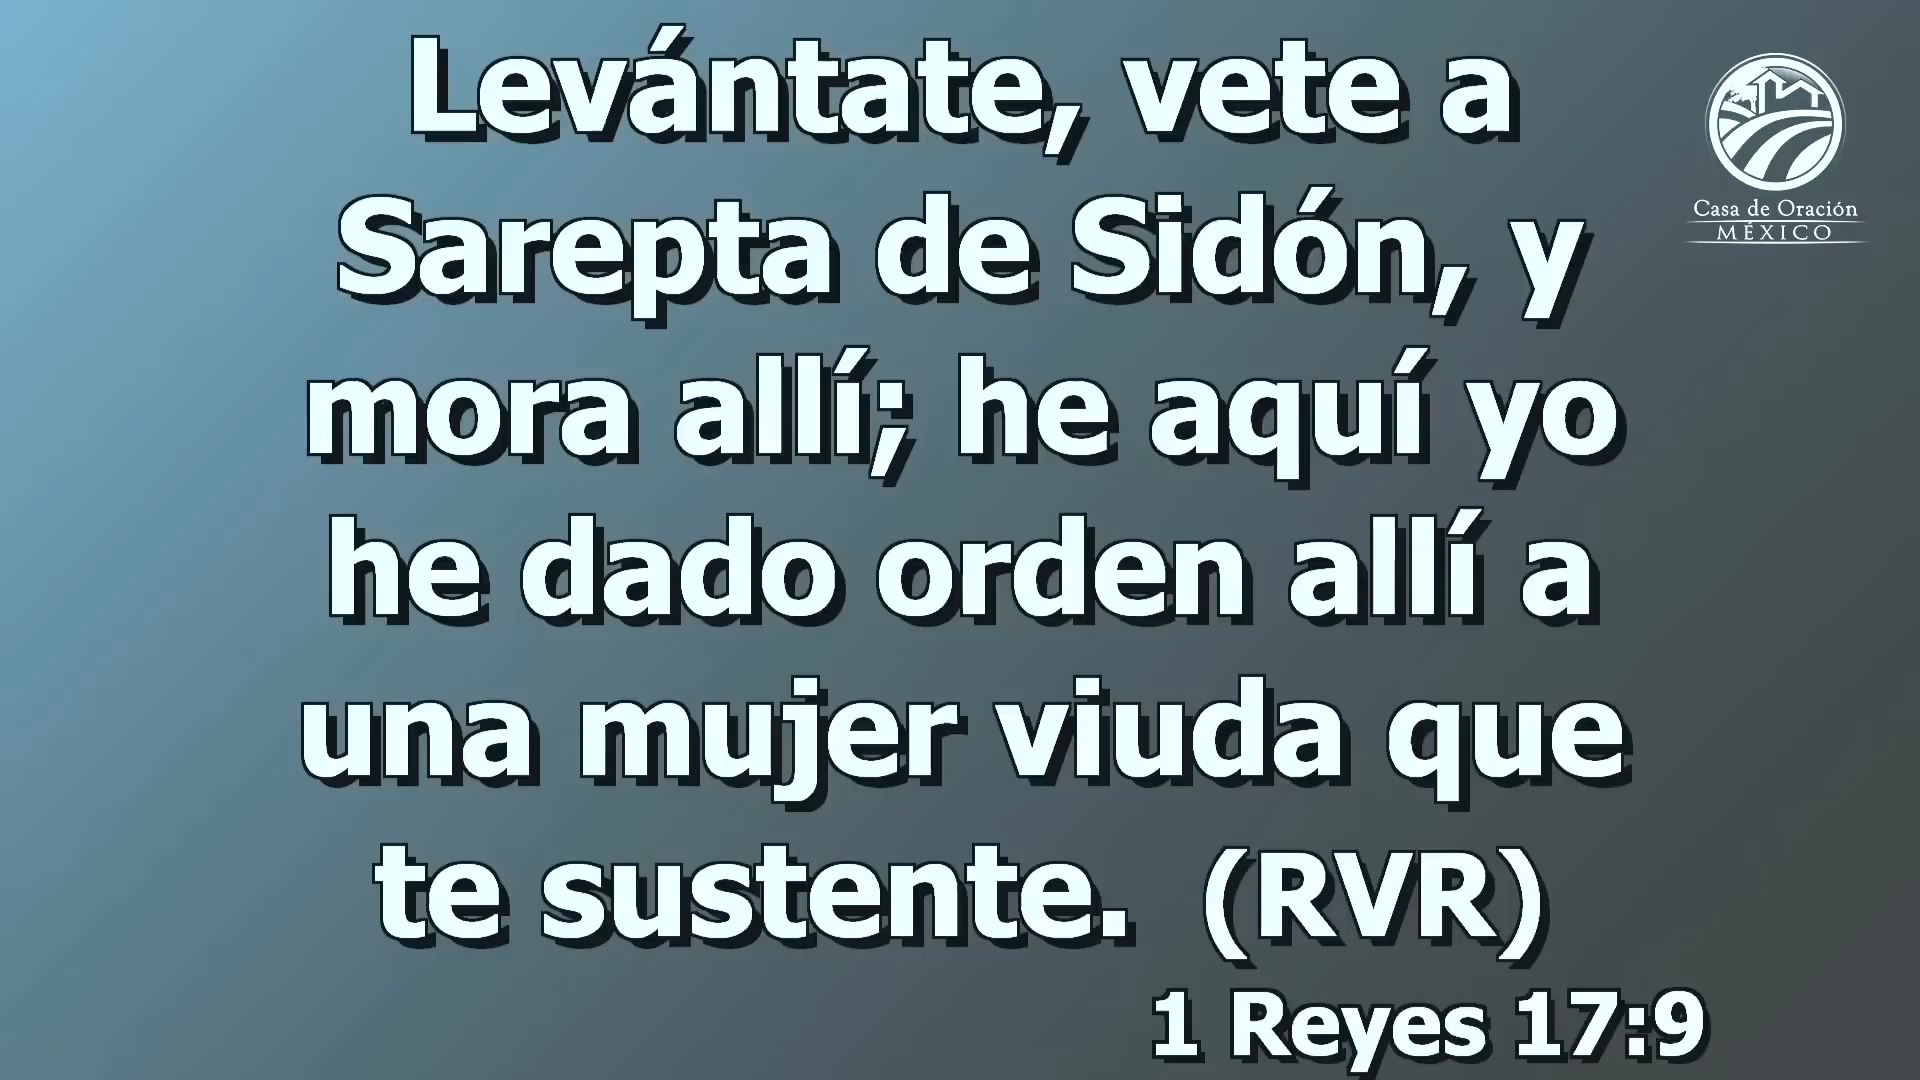 Levántate, vete a
Sarepta de Sidón, y
mora allí; he aquí yo
he dado orden allí a
una mujer viuda que
te sustente. (RVR)
1 Reyes 17:9
Casa de Oración
MÉXICO